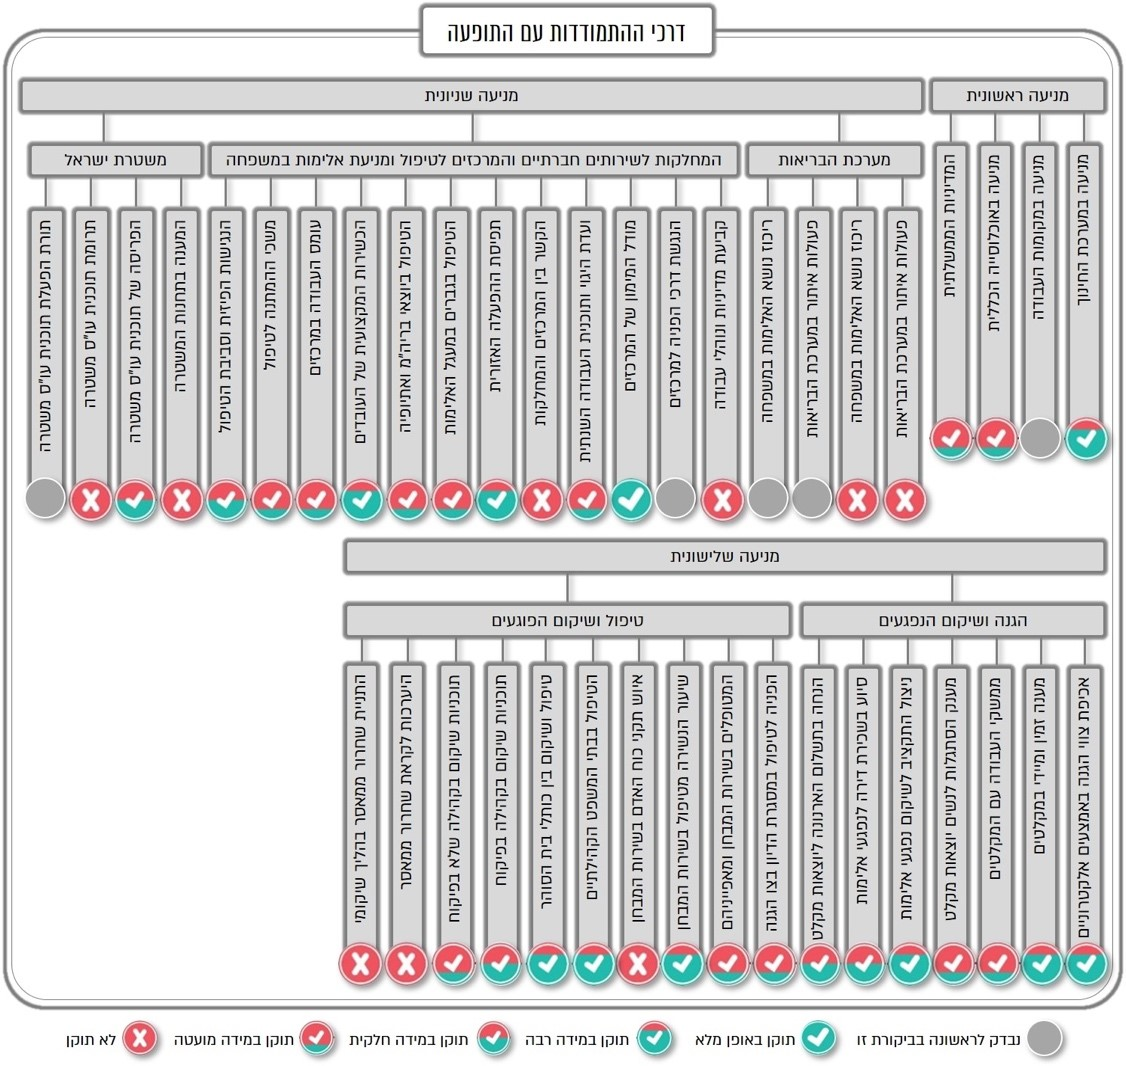 דרכי ההתמודדות עם התופעה
מניעה ראשונית
מניעה במערכת החינוך
מניעה במקומות העבודה
מניעה באוכלוסייה הכללית
המדיניות הממשלתית
מניעה שניונית
מערכת הבריאות
פעולות איתור במערכת הבריאות
ריכוז נושא האלימות במשפחה
פעולות איתור במערכת הבריאות
ריכוז נושא האלימות במשפחה
המחלקות לשירותים חברתיים והמרכזים לטיפול ומניעת אלימות במשפחה
קביעת מדיניות ונוהלי עבודה
הנגשת דרכי הפניה למרכזים
מודל המימון של המרכזים
ועדת היגוי ותוכנית העבודה השנתית
הקשר בין המרכזים והמחלקות
תפיסת ההפעלה האזורית
הטיפול בגברים במעגל האלימות
הטיפול ביוצאי בריה"מ ואתיופיה
הכשרות המקצועית של העובדים
עומס העבודה במרכזים
משכי ההמתנה לטיפול
הנגישות הפיזית וסביבת הטיפול
משטרת ישראל
המענה בתחנות המשטרה
הפריסה של תוכנית עו"ס משטרה
תרומת תוכנית עו"ס משטרה
תורת הפעלת תוכנית עו"ס משטרה
מניעה שלישונית
הגנה ושיקום הנפגעים
אכיפת צווי הגנה באמצעים אלקטרוניים
מענה זמין ומיידי במקלטים
ממשקי העבודה עם המקלטים
מענק הסתגלות לנשים יוצאות מקלט
ניצול התקציב לשיקום נפגעי אלימות
סיוע בשכירת דירה לנפגעי אלימות
הנחה בתשלום הארנונה ליוצאות מקלט
טיפול ושיקום הפוגעים
הפניה לטיפול במסגרת הדיון בצו הגנה
המטופלים בשירות המבחן ומאפייניהם
שיעור הנשירה מטיפול בשירות המבחן
איוש תקני כוח האדם בשירות המבחן
הטיפול בבתי המשפט הקהילתיים
טיפול ושיקום בין כותלי בית הסוהר
תוכניות שיקום בקהילה בפיקוח
תוכניות שיקום בקהילה שלא בפיקוח
הערכות לקראת שחרור ממאסר
התניית שחרור ממאסר בהליך שיקומי
נבדק לראשונה בביקורת זו
תוקן באופן מלא
תוקן במידה רבה
תוקן במידה חלקית
תוקן במידה מועטה
לא תוקן